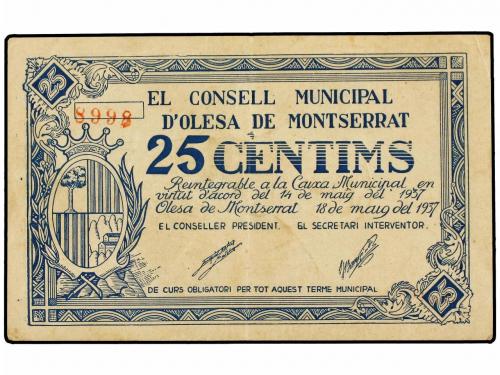 25
8998
EL CONSELL MUNICIPAL
D'OLESA DE MONTSERRAT
25 CENTIMS
Reintegrable a la Caixa Municipal en
virtut d'acord del 14 de maig del 1937
Olesa de Montserrat 18 de maig del 1937
EL CONSELLER PRESIDENT. EL SECRETARI INTERVENTOR.
DE CURS OBLIGATORI PER TOT AQUEST TERME MUNICIPAL
25